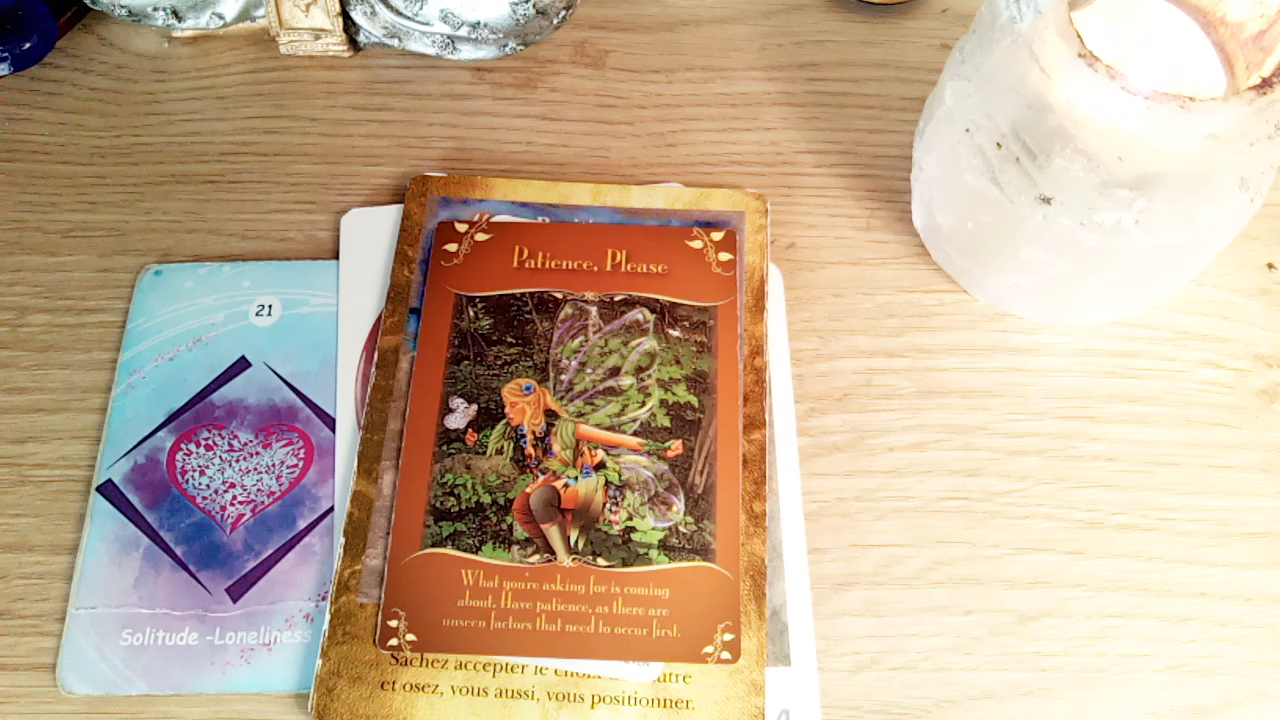 21
Patience, Please
What you're asking for is coming
about. Have patience, as there are
unseen factors that need to occur first.
Solitude -Loneliness
Sachez accepter le choix
et osez, vous aussi, vous positionner.